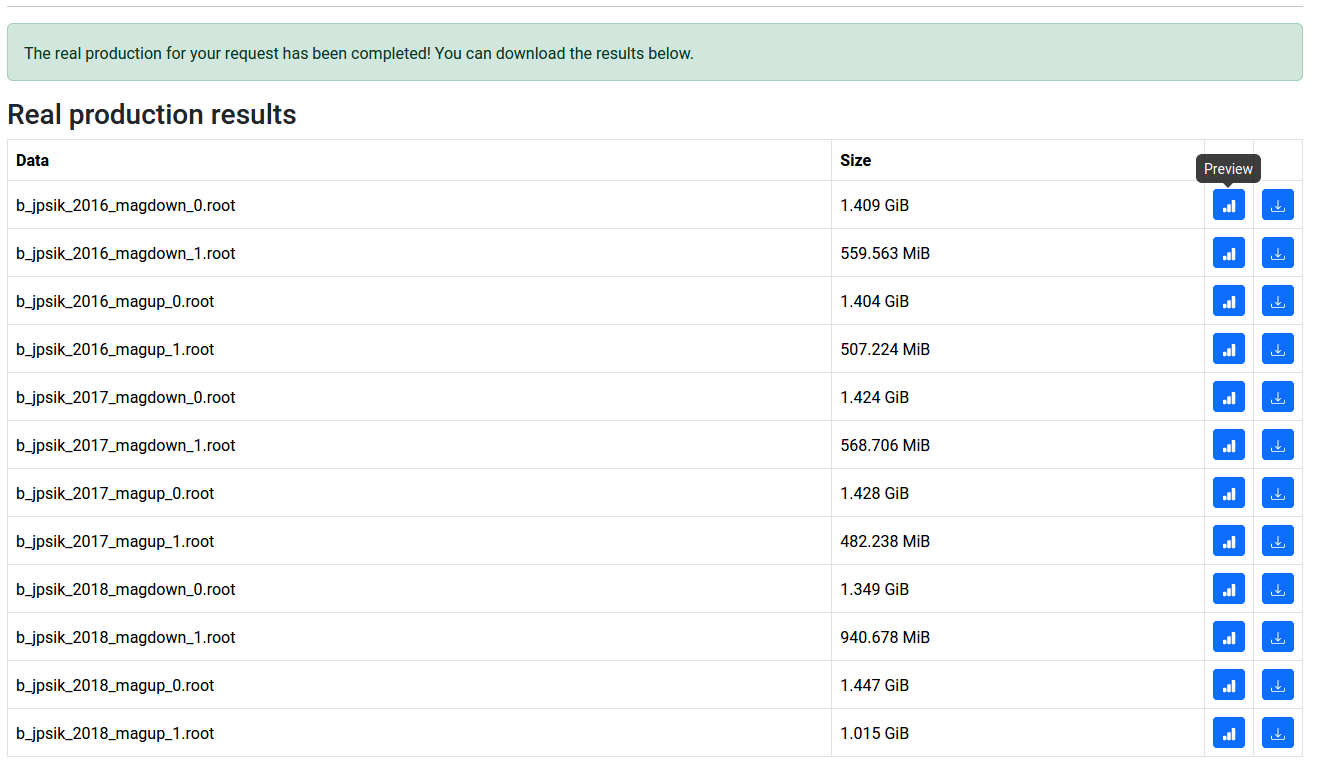 The real production for your request has been completed! You can download the results below.
Real production results
Data Size
Preview
b_jpsik_2016_magdown_0.root 1.409 GiB
b_jpsik_2016_magdown_1.root 559.563 MiB
b_jpsik_2016_magup_0.root 1.404 GiB
b_jpsik_2016_magup_1.root 507.224 MiB
b_jpsik_2017_magdown_0.root 1.424 GiB
b_jpsik_2017_magdown_1.root 568.706 MiB
b_jpsik_2017_magup_0.root 1.428 GiB
b_jpsik_2017_magup_1.root 482.238 MiB
b_jpsik_2018_magdown_0.root 1.349 GiB
b_jpsik_2018_magdown_1.root 940.678 MiB
b_jpsik_2018_magup_0.root 1.447 GiB
b_jpsik_2018_magup_1.root 1.015 GiB